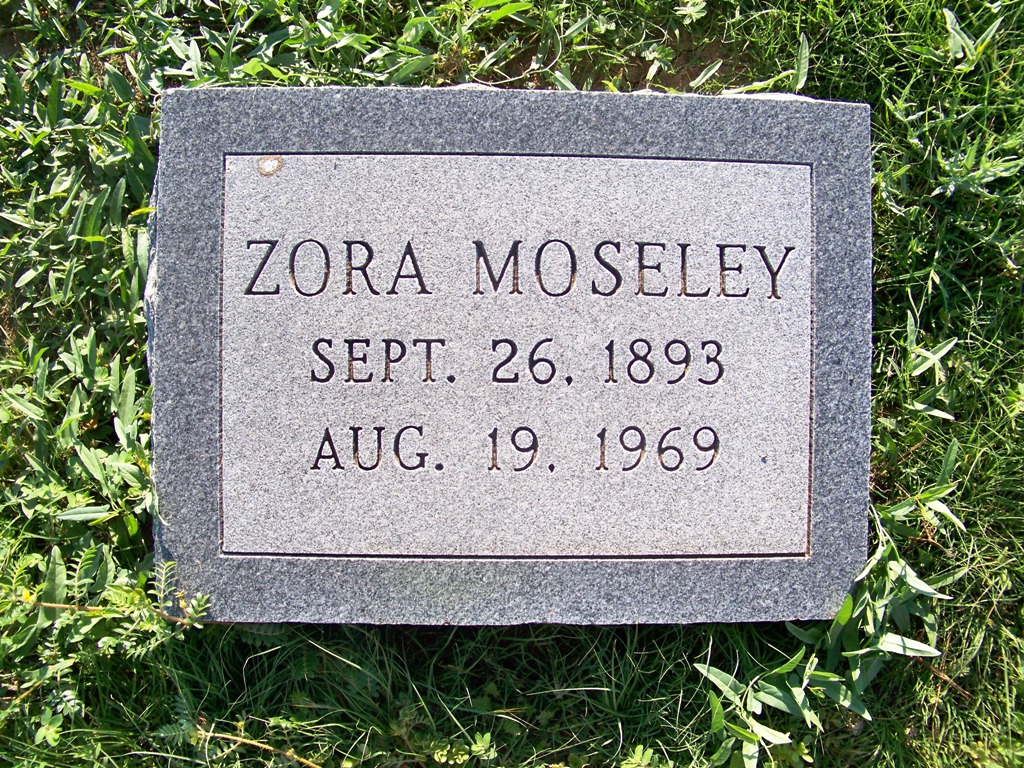 ZORA MOSELEY
SEPT. 26, 1893
AUG. 19, 1969